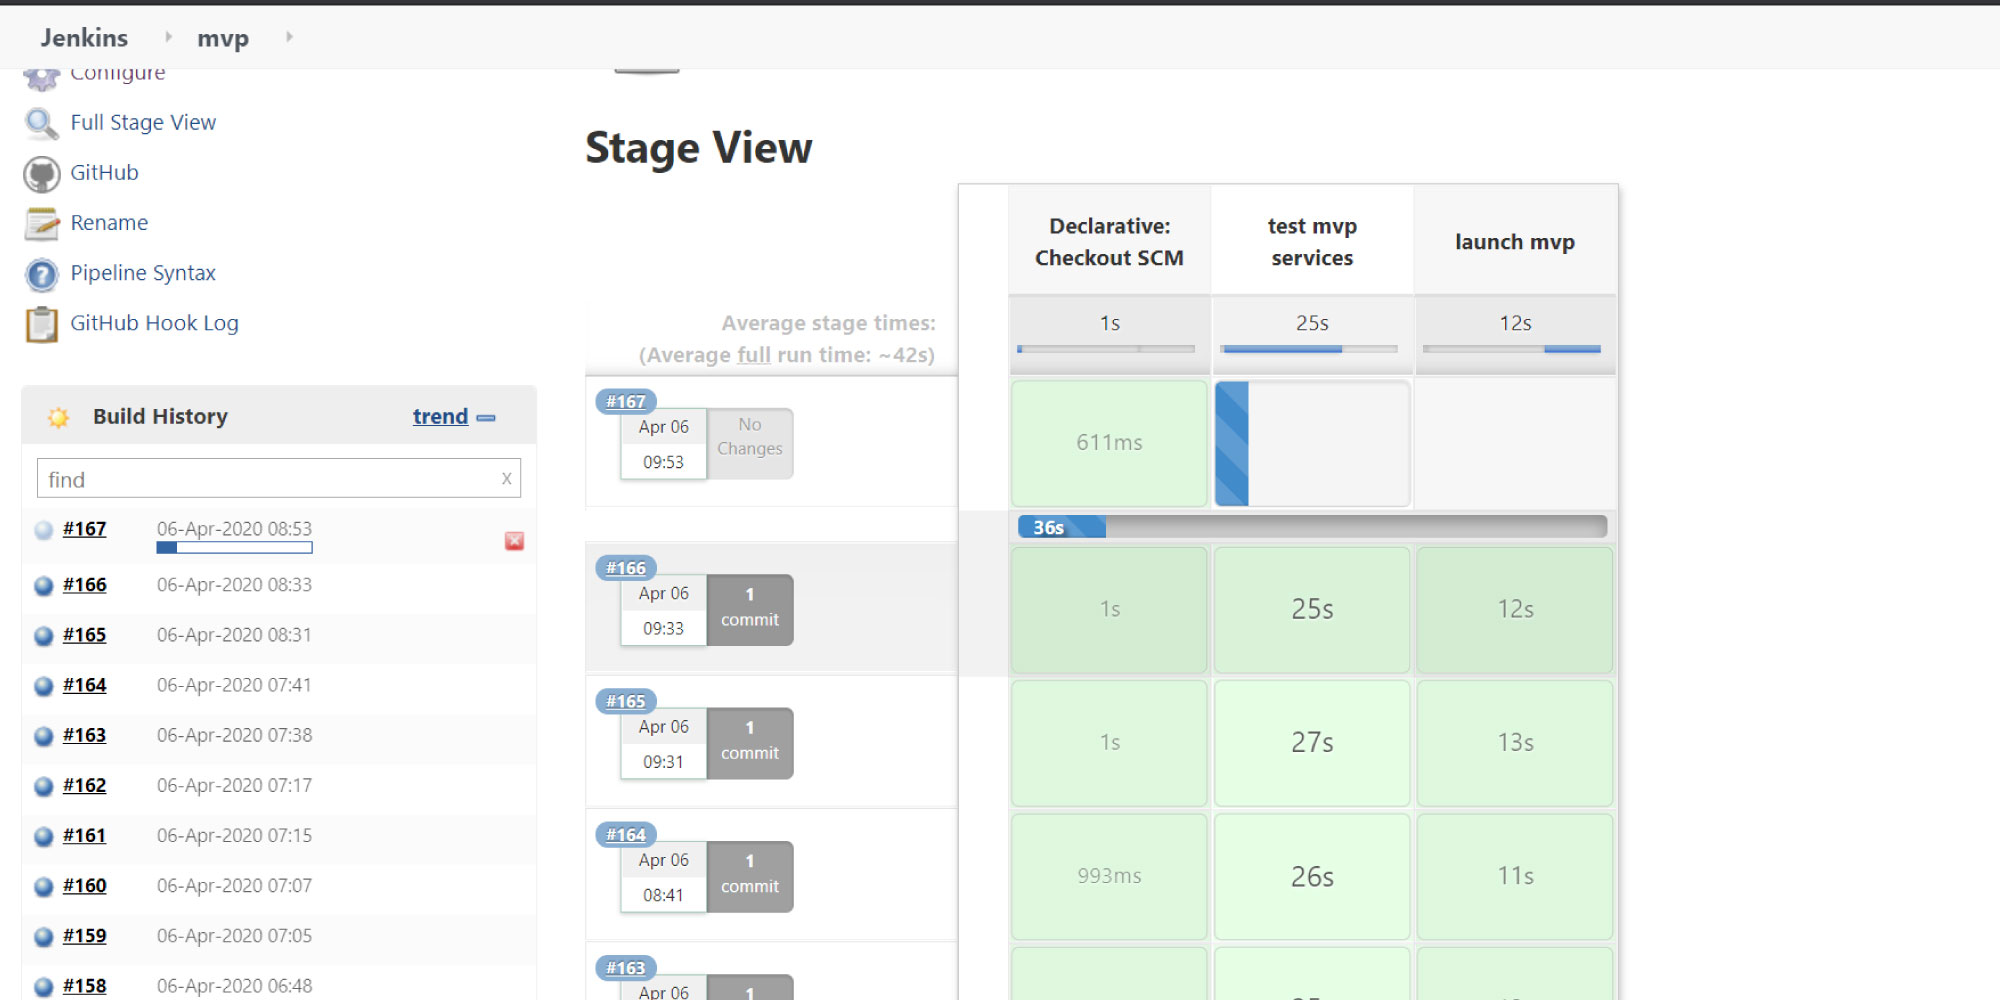 Jenkins mvp
Configure
Full Stage View
GitHub
Rename
Pipeline Syntax
GitHub Hook Log
Build History trend
find x
#167 06-Apr-2020 08:53
#166 06-Apr-2020 08:33
#165 06-Apr-2020 08:31
#164 06-Apr-2020 07:41
#163 06-Apr-2020 07:38
#162 06-Apr-2020 07:17
#161 06-Apr-2020 07:15
#160 06-Apr-2020 07:07
#159 06-Apr-2020 07:05
#158 06-Apr-2020 06:48
Stage View
Declarative:
Checkout SCM
test mvp
services
launch mvp
Average stage times:
(Average full run time: ~42s)
1s 25s 12s
#167
Apr 06
09:53
No
Changes
611ms
36s
#166
Apr 06
09:33
1
commit
1s 25s 12s
#165
Apr 06
09:31
1
commit
1s 27s 13s
#164
Apr 06
08:41
1
commit
993ms 26s 11s
#163
Apr 06
1